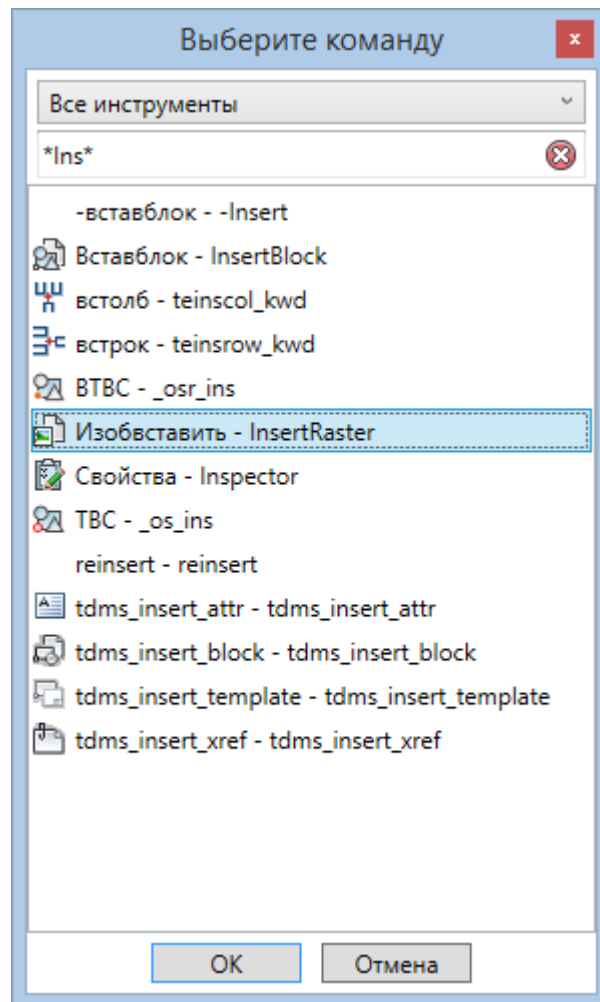 Выберите команду
x
Все инструменты
*Ins*
-вставблок - -Insert
Вставблок - InsertBlock
встолб - teinscol_kwd
встрок - teinsrow_kwd
ВТВС - _osr_ins
Изобвставить - InsertRaster
Свойства - Inspector
ТВС - _os_ins
reinsert - reinsert
tdms_insert_attr - tdms_insert_attr
tdms_insert_block - tdms_insert_block
tdms_insert_template - tdms_insert_template
tdms_insert_xref - tdms_insert_xref
ОК Отмена